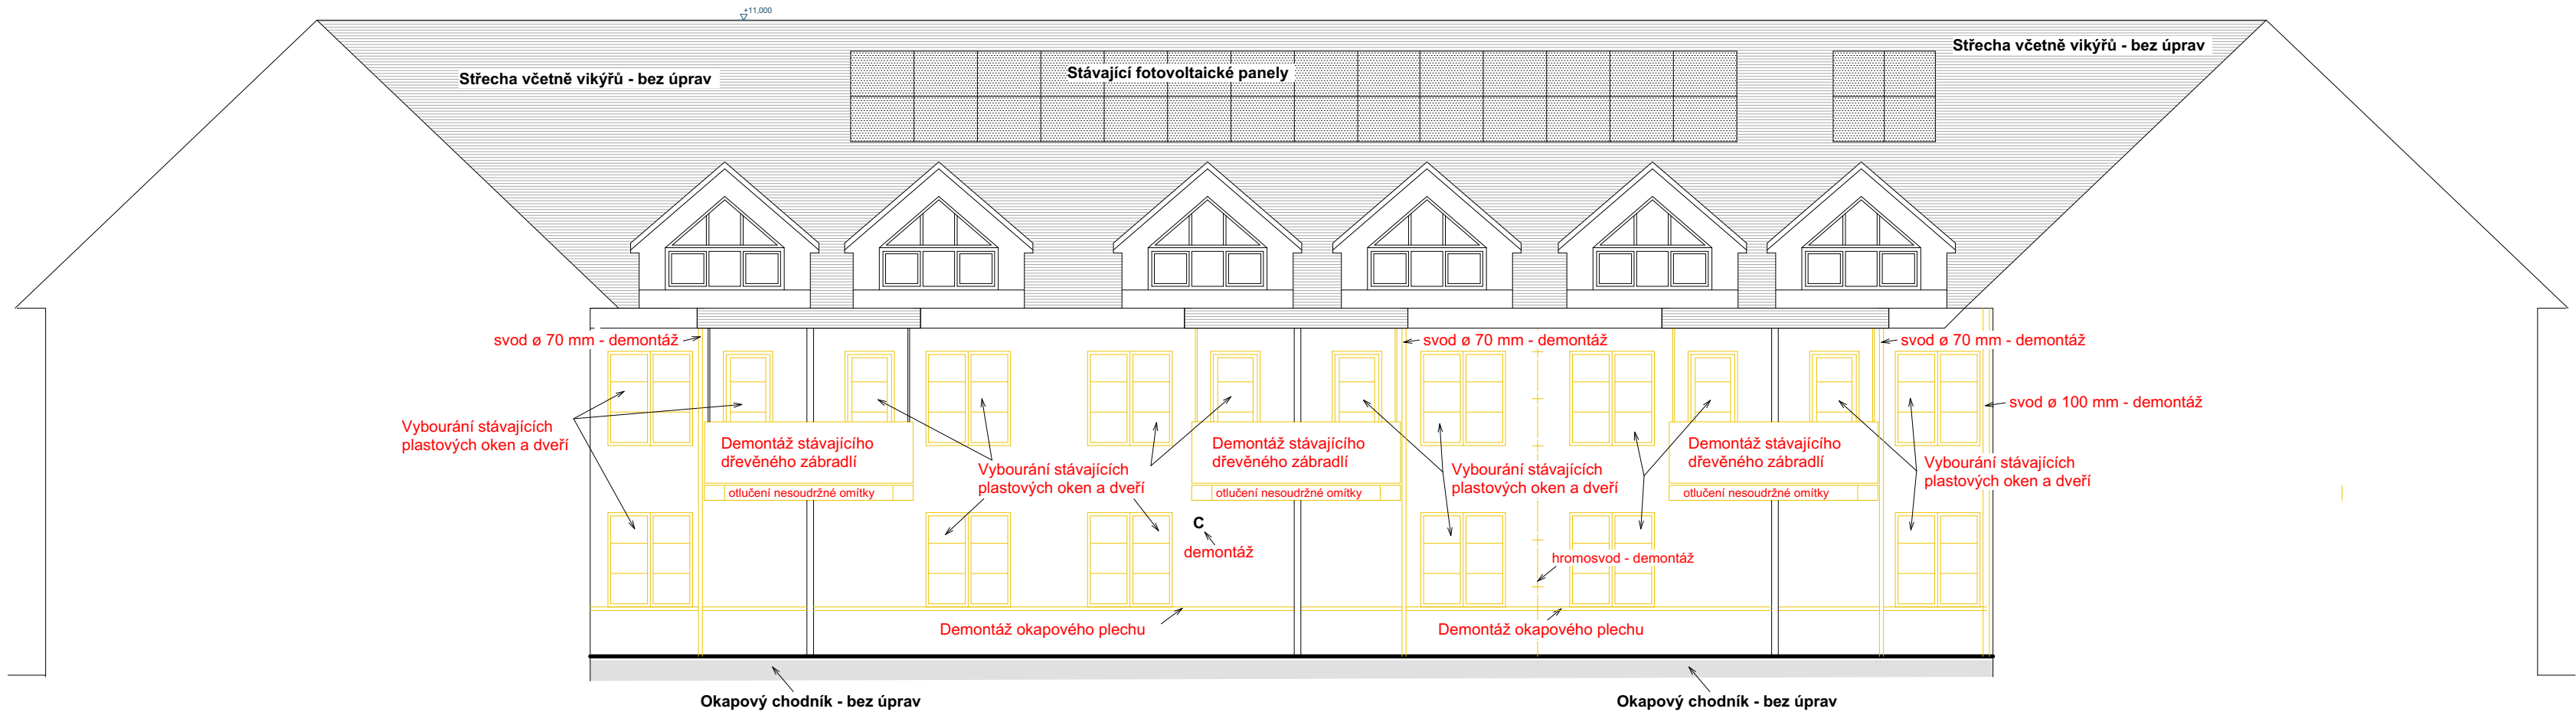 +11,000
Střecha včetně vikýřů - bez úprav
Stávající fotovoltaické panely
Střecha včetně vikýřů - bez úprav
svod ø 70 mm - demontáž
svod ø 70 mm - demontáž
svod ø 70 mm - demontáž
svod ø 100 mm - demontáž
Vybourání stávajících
plastových oken a dveří
Demontáž stávajícího
dřevěného zábradlí
otlučení nesoudržné omítky
Vybourání stávajících
plastových oken a dveří
Demontáž stávajícího
dřevěného zábradlí
otlučení nesoudržné omítky
Vybourání stávajících
plastových oken a dveří
Demontáž stávajícího
dřevěného zábradlí
otlučení nesoudržné omítky
Vybourání stávajících
plastových oken a dveří
C
demontáž
hromosvod - demontáž
Demontáž okapového plechu
Demontáž okapového plechu
Okapový chodník - bez úprav
Okapový chodník - bez úprav